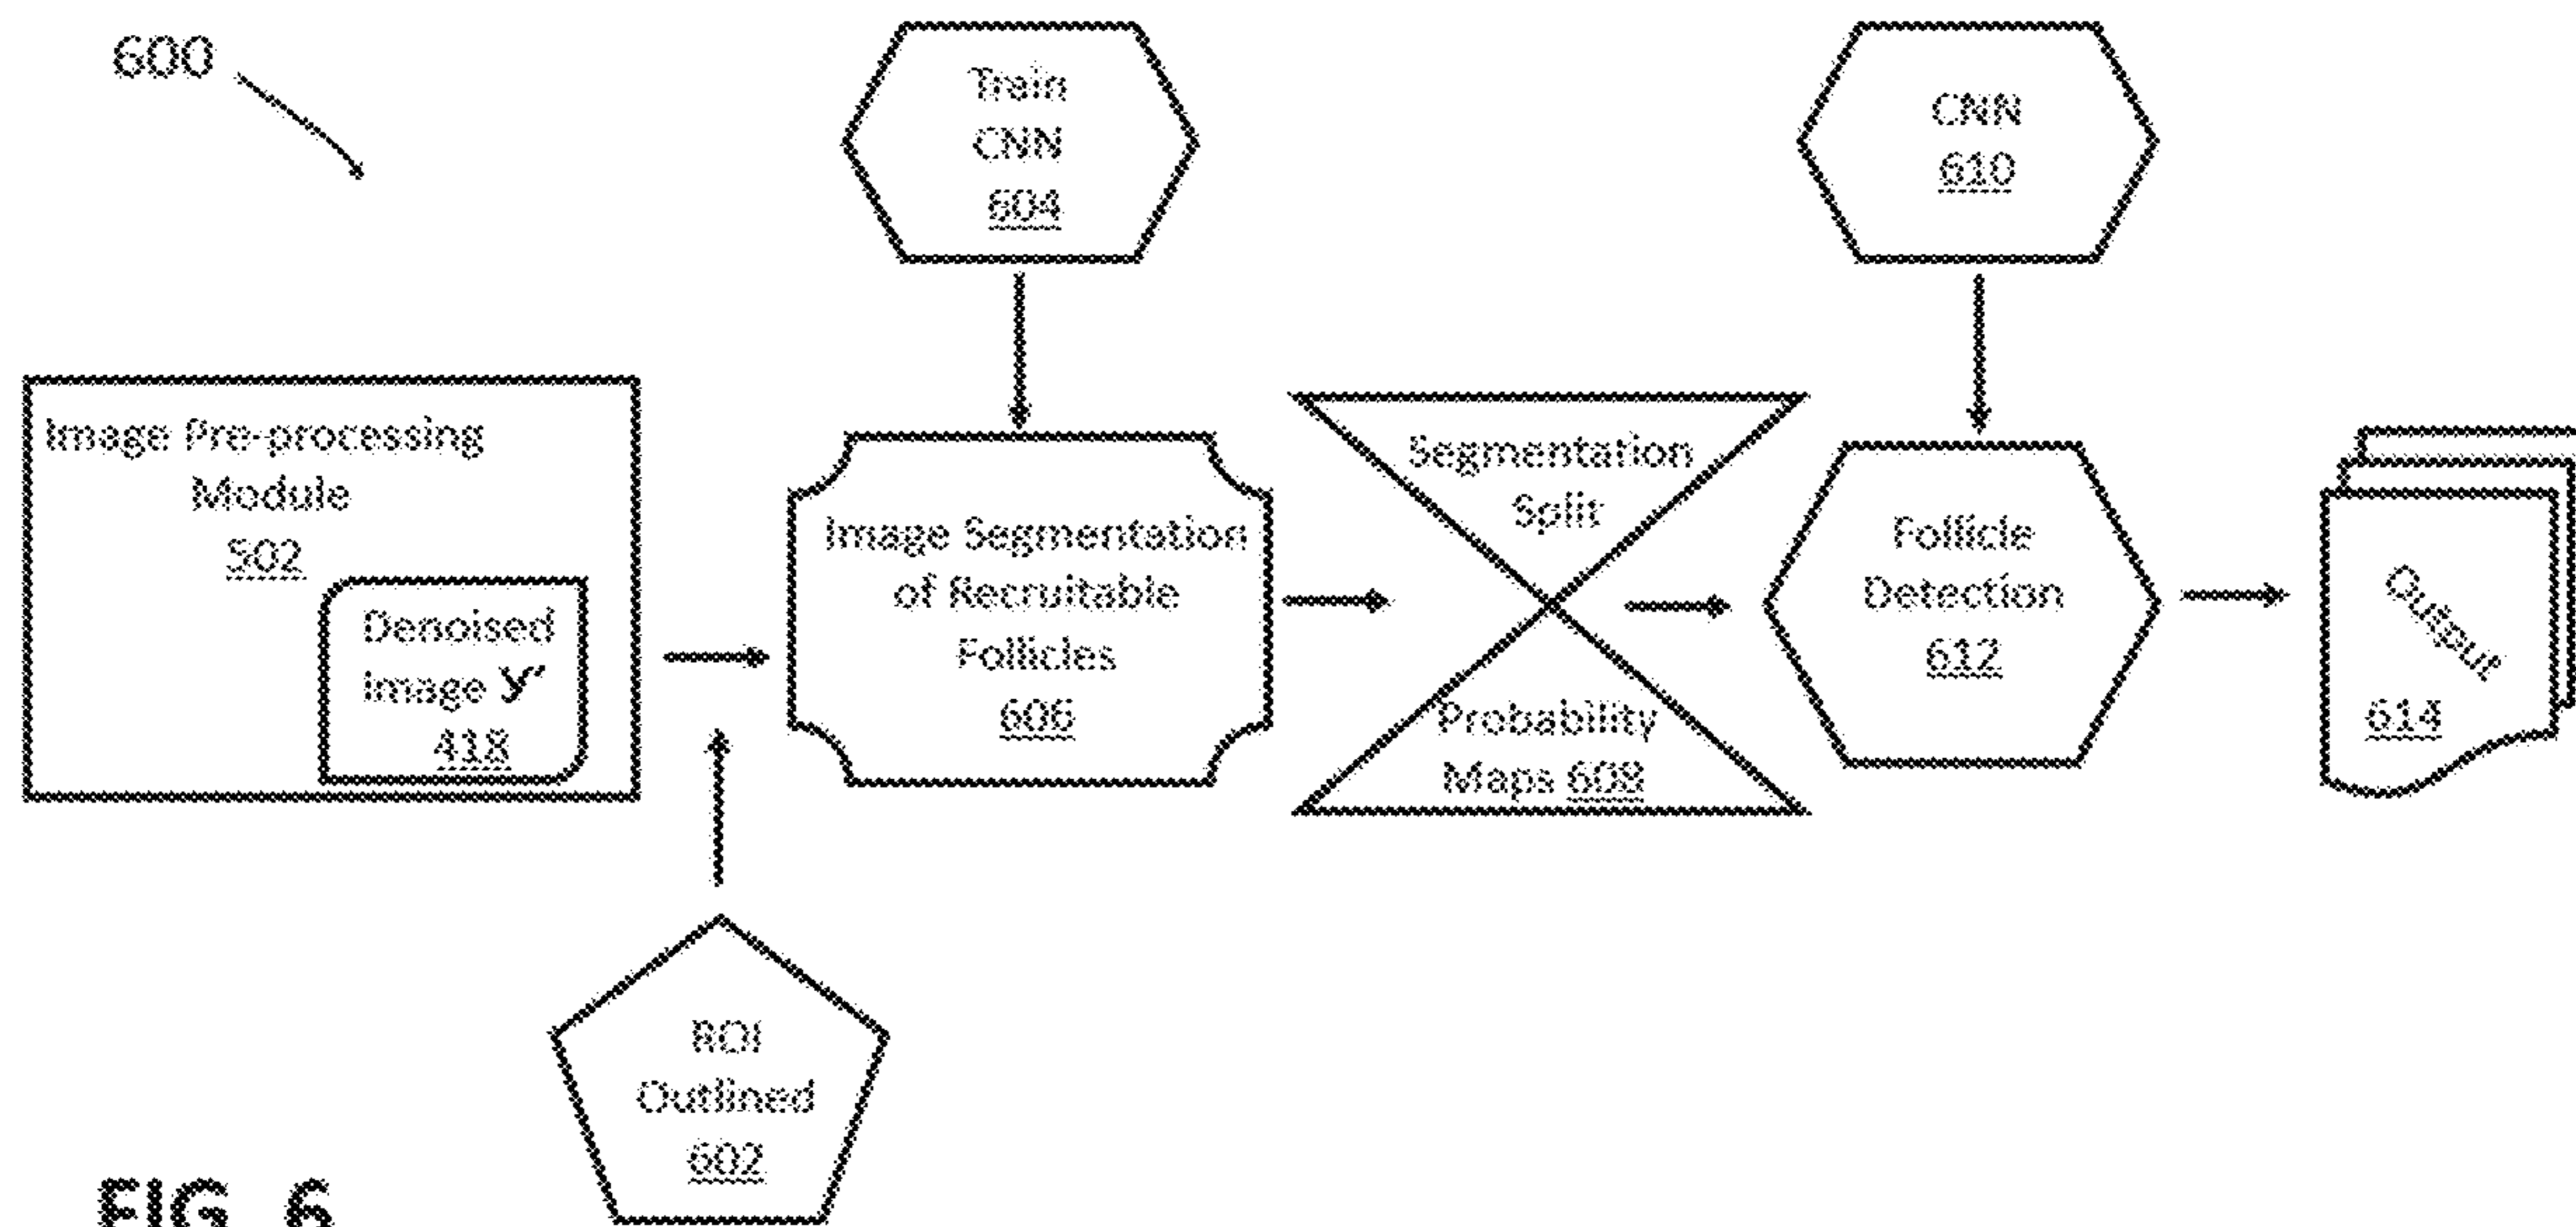 600
Train
CNN
604
CNN
610
Image Pre-processing
Module
502
Denoised
Image y"
418
Image Segmentation
of Recruitable
Follicles
606
Segmentation
Split
Probability
Maps 608
Follicle
Detection
612
Output
614
ROI
Outlined
602
FIG. 6